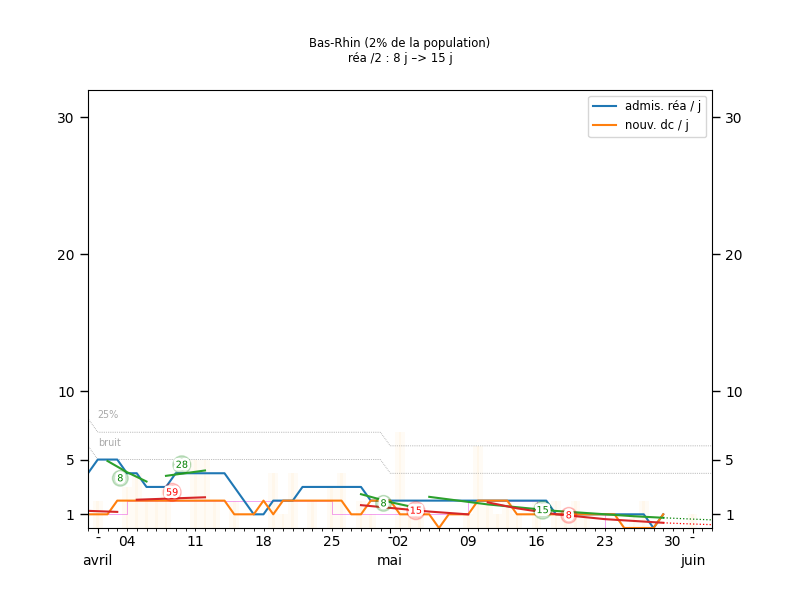 Bas-Rhin (2% de la population)
réa /2 : 8 j –> 15 j
admis. réa / j
nouv. dc / j
30
30
20
20
10
10
25%
bruit
5
5
28
8
59
8
15
15
8
1
1
- 04 11 18 25 - 02 09 16 23 30 -
avril mai juin